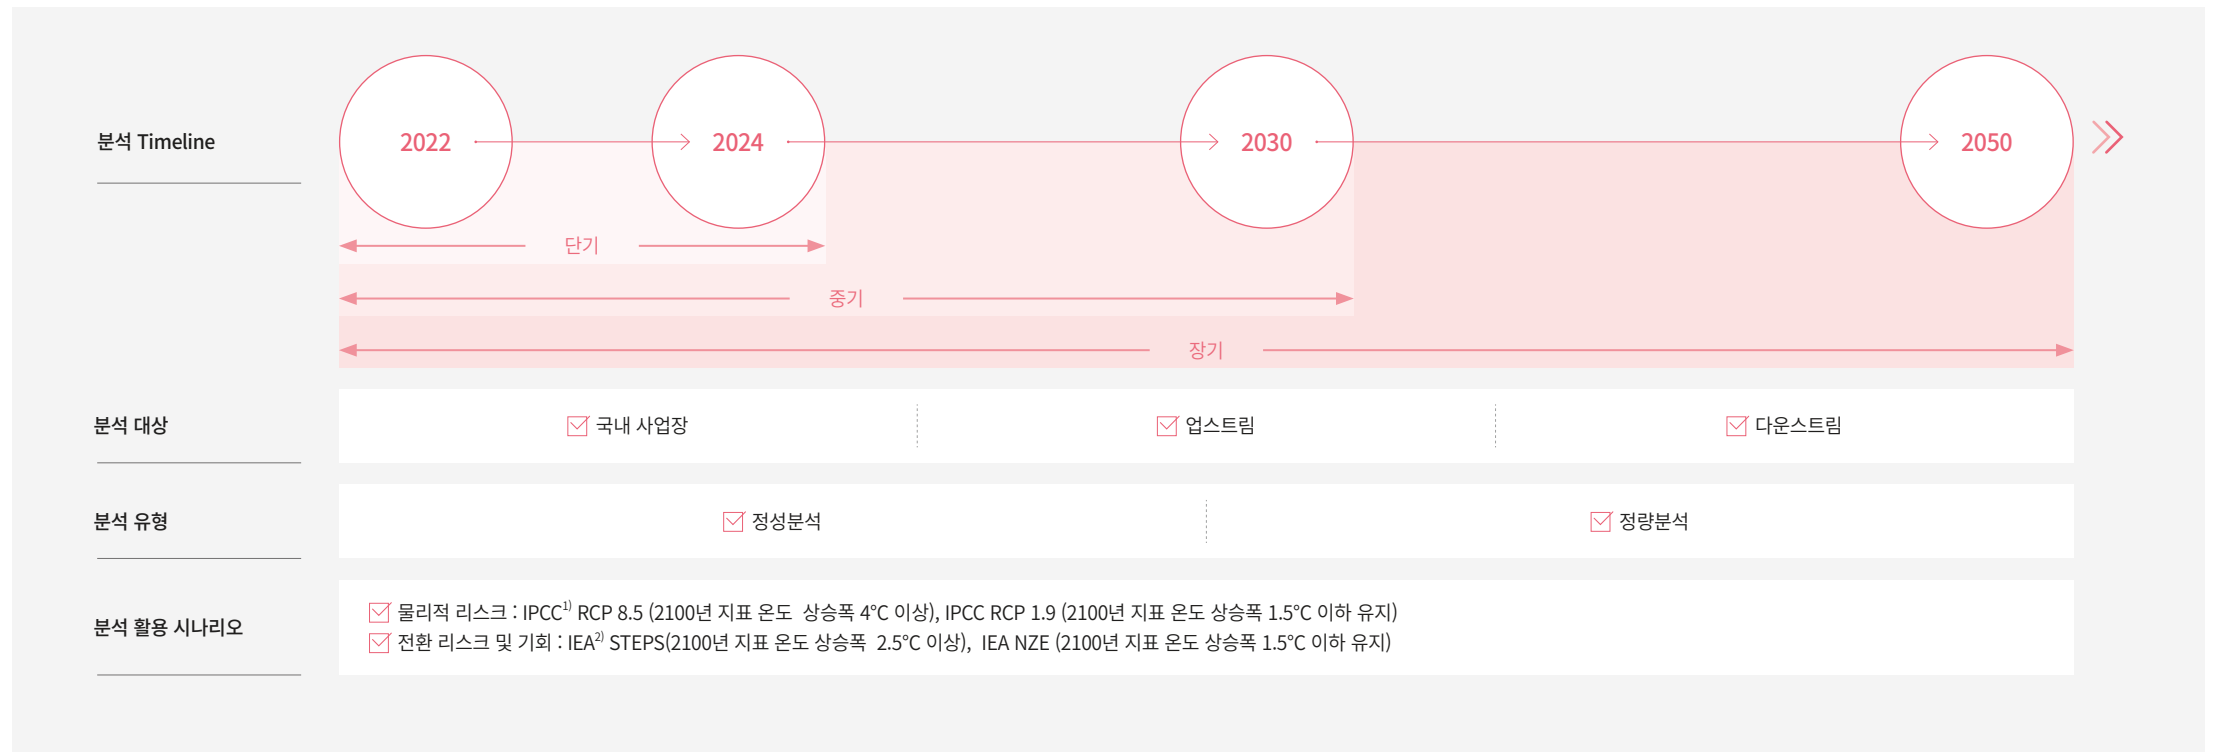 분석 Timeline
2022
2024
2030
2050
단기
중기
장기
분석 대상
국내 사업장
업스트림
다운스트림
분석 유형
정성분석
정량분석
분석 활용 시나리오
물리적 리스크 : IPCC1) RCP 8.5 (2100년 지표 온도 상승폭 4°C 이상), IPCC RCP 1.9 (2100년 지표 온도 상승폭 1.5°C 이하 유지)
전환 리스크 및 기회 : IEA2) STEPS(2100년 지표 온도 상승폭 2.5°C 이상), IEA NZE (2100년 지표 온도 상승폭 1.5°C 이하 유지)